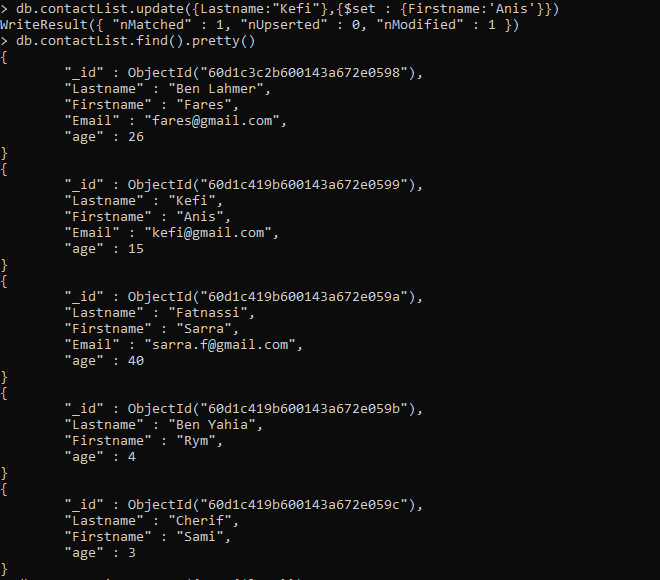 > db.contactList.update({Lastname:"Kefi"},{$set : {Firstname:'Anis'}})
WriteResult({ "nMatched" : 1, "nUpserted" : 0, "nModified" : 1 })
> db.contactList.find().pretty()
{
        "_id" : ObjectId("60d1c3c2b600143a672e0598"),
        "Lastname" : "Ben Lahmer",
        "Firstname" : "Fares",
        "Email" : "fares@gmail.com",
        "age" : 26
}
{
        "_id" : ObjectId("60d1c419b600143a672e0599"),
        "Lastname" : "Kefi",
        "Firstname" : "Anis",
        "Email" : "kefi@gmail.com",
        "age" : 15
}
{
        "_id" : ObjectId("60d1c419b600143a672e059a"),
        "Lastname" : "Fatnassi",
        "Firstname" : "Sarra",
        "Email" : "sarra.f@gmail.com",
        "age" : 40
}
{
        "_id" : ObjectId("60d1c419b600143a672e059b"),
        "Lastname" : "Ben Yahia",
        "Firstname" : "Rym",
        "age" : 4
}
{
        "_id" : ObjectId("60d1c419b600143a672e059c"),
        "Lastname" : "Cherif",
        "Firstname" : "Sami",
        "age" : 3
}